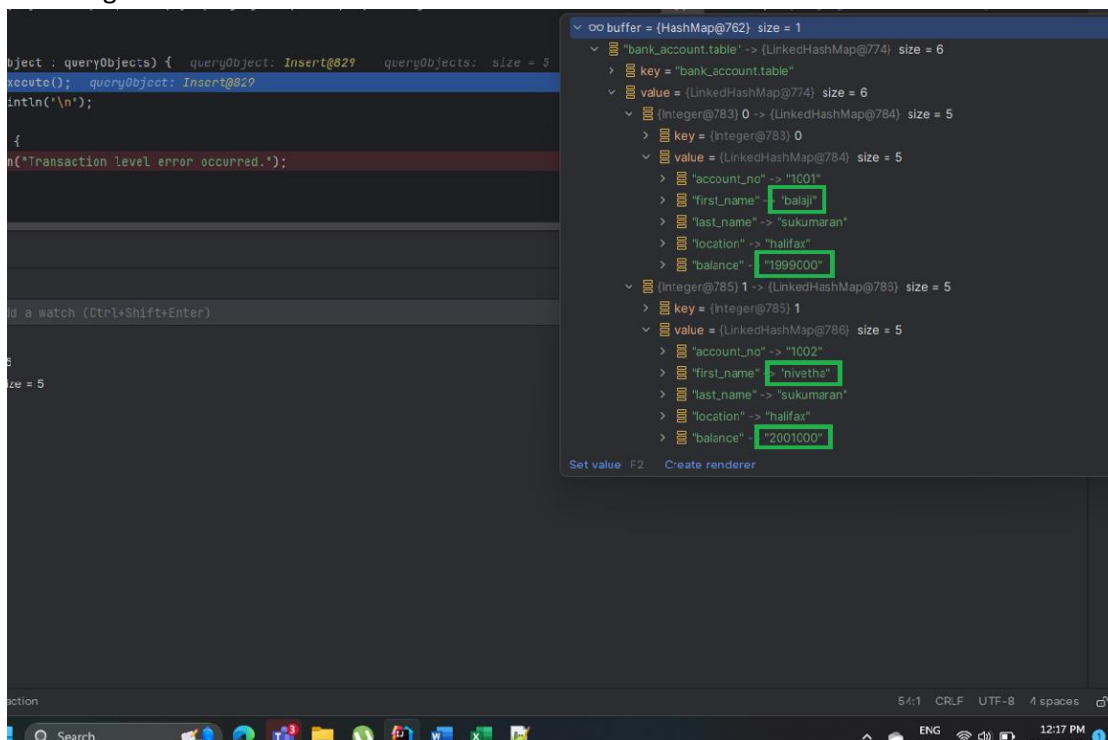 buffer = {HashMap@762} size = 1
"bank_account.table" -> {LinkedHashMap@774} size = 6
key = "bank_account.table"
value = {LinkedHashMap@774} size = 6
{Integer@783} 0 -> {LinkedHashMap@784} size = 5
key = {Integer@783} 0
value = {LinkedHashMap@784} size = 5
"account_no" -> "1001"
"first_name" -> "balaji"
"last_name" -> "sukumaran"
"location" -> "halifax"
"balance" - "1999000"
{Integer@785} 1 -> {LinkedHashMap@786} size = 5
key = {Integer@785} 1
value = {LinkedHashMap@786} size = 5
"account_no" -> "1002"
"first_name" -> "nivetha"
"last_name" -> "sukumaran"
"location" -> "halifax"
"balance" - "2001000"
Set value F2 Create renderer
bject : queryObjects) { queryObject: Insert@829 queryObjects: size = 5
xecute(); queryObject: Insert@829
intln("\n");
{
n("Transaction level error occurred.");
dd a watch (Ctrl+Shift+Enter)
5
ize = 5
action
54:1 CRLF UTF-8 4 spaces
Search
3
ENG
12:17 PM
1